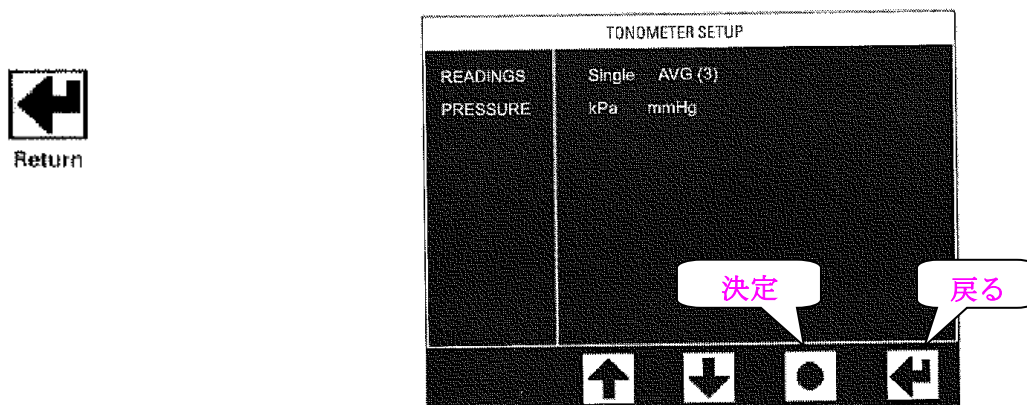 TONOMETER SETUP
READINGS Single AVG (3)
PRESSURE kPa mmHg
Return
決定
戻る